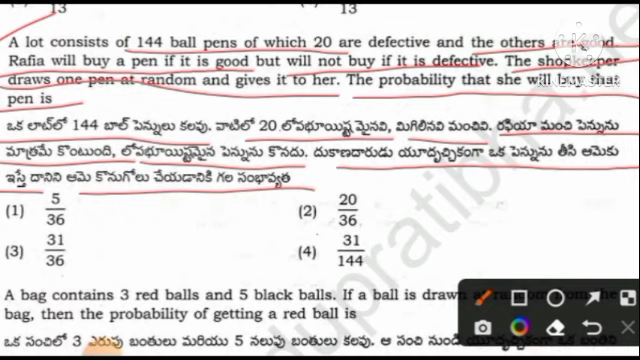 13 13
A lot consists of 144 ball pens of which 20 are defective and the others are good
Rafia will buy a pen if it is good but will not buy if it is defective. The shopkeeper
draws one pen at random and gives it to her. The probability that she will buy that
pen is
ఒక లాట్‌లో 144 బాల్ పెన్నులు కలవు. వాటిలో 20 లోపభూయిష్టమైనవి, మిగిలినవి మంచివి. రఫియా మంచి పెన్నును
మాత్రమే కొంటుంది, లోపభూయిష్టమైన పెన్నును కొనదు. దుకాణదారుడు యాదృచ్ఛికంగా ఒక పెన్నును తీసి ఆమెకు
ఇస్తే దానిని ఆమె కొనుగోలు చేయడానికి గల సంభావ్యత
(1) 5/36 (2) 20/36
(3) 31/36 (4) 31/144
A bag contains 3 red balls and 5 black balls. If a ball is drawn at random from the
bag, then the probability of getting a red ball is
ఒక సంచిలో 3 ఎరుపు బంతులు మరియు 5 నలుపు బంతులు కలవు. ఆ సంచి నుండి యాదృచ్ఛికంగా ఒక బంతిని